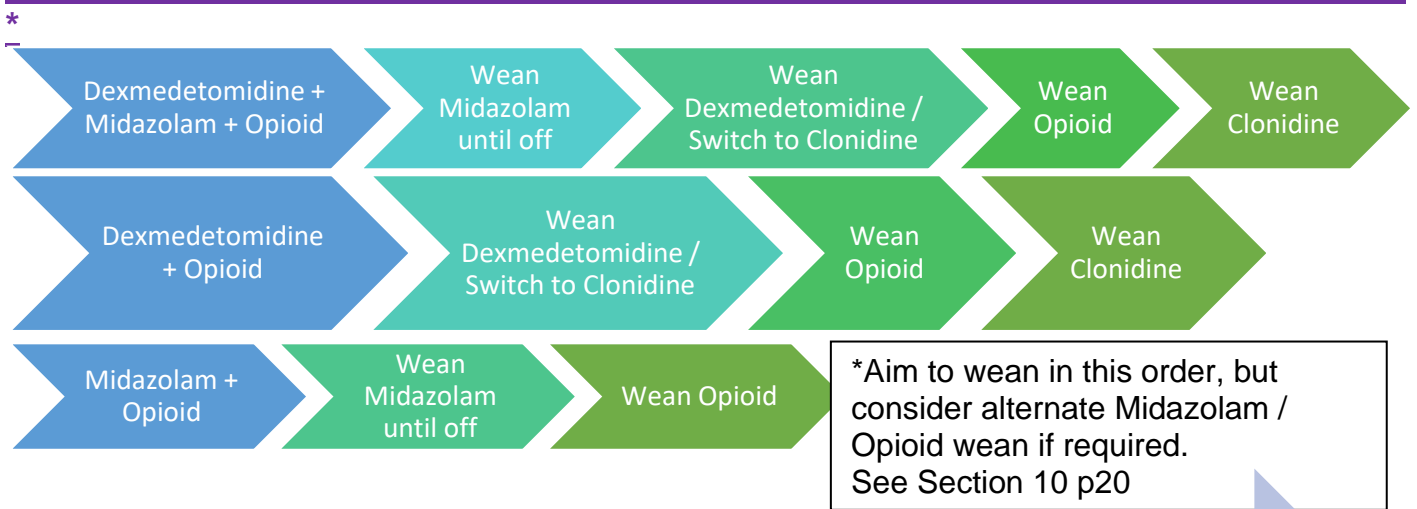 *
Dexmedetomidine +
Midazolam + Opioid
Wean
Midazolam
until off
Wean
Dexmedetomidine /
Switch to Clonidine
Wean
Opioid
Wean
Clonidine
Dexmedetomidine
+ Opioid
Wean
Dexmedetomidine /
Switch to Clonidine
Wean
Opioid
Wean
Clonidine
Midazolam +
Opioid
Wean
Midazolam
until off
Wean Opioid
*Aim to wean in this order, but
consider alternate Midazolam /
Opioid wean if required.
See Section 10 p20